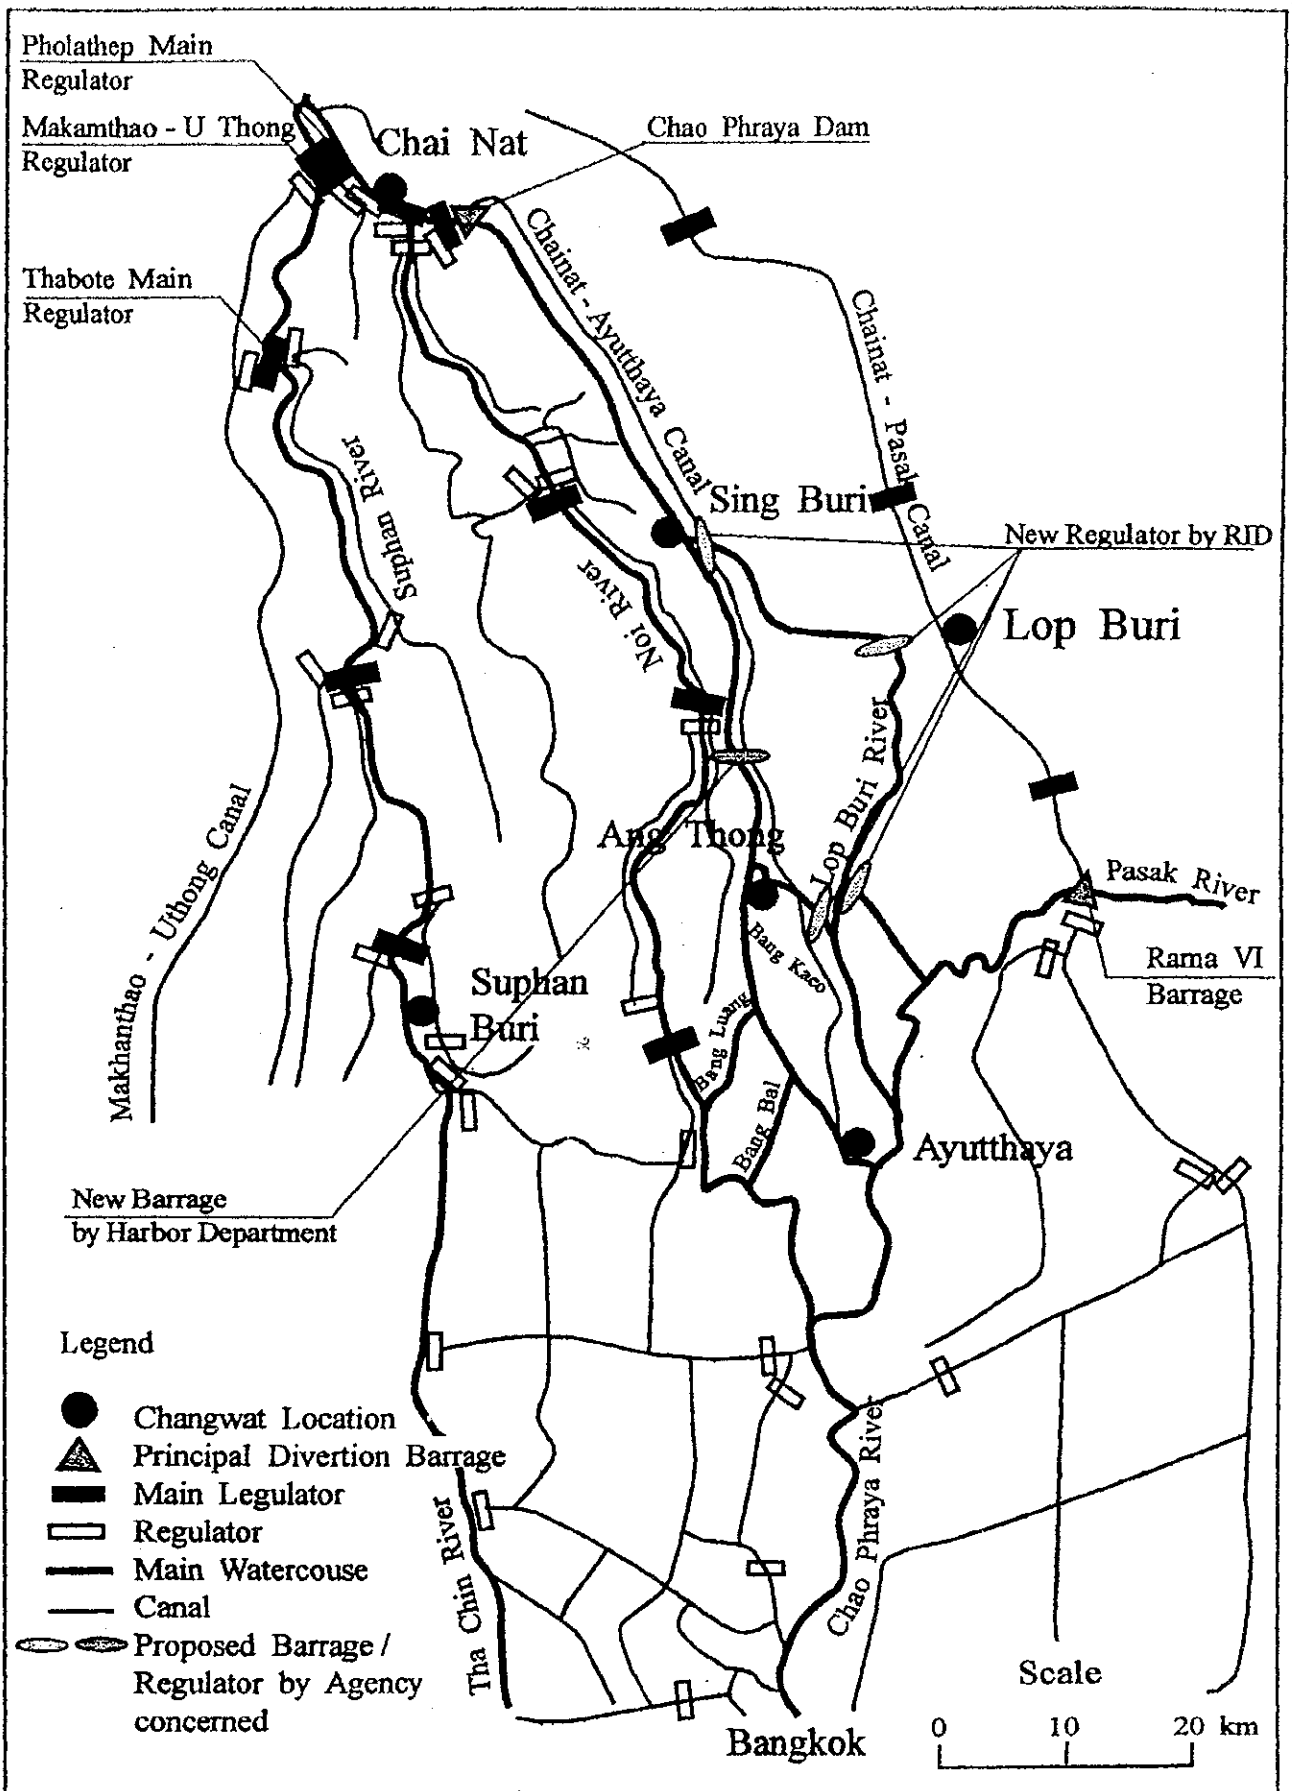 Pholathep Main
Regulator
Makamthao - U Thong
Regulator
Chai Nat
Chao Phraya Dam
Thabote Main
Regulator
Chainat - Ayutthaya Canal
Chainat - Pasak Canal
Suphan River
Sing Buri
New Regulator by RID
Noi River
Lop Buri
Lop Buri River
Makhanthao - Uthong Canal
Ang Thong
Pasak River
Bang Kaco
Rama VI
Barrage
Suphan
Buri
Bang Luang
Bang Bal
Ayutthaya
New Barrage
by Harbor Department
Legend
Changwat Location
Principal Divertion Barrage
Main Legulator
Regulator
Main Watercouse
Canal
Proposed Barrage /
Regulator by Agency
concerned
Tha Chin River
Chao Phraya River
Bangkok
Scale
0 10 20 km